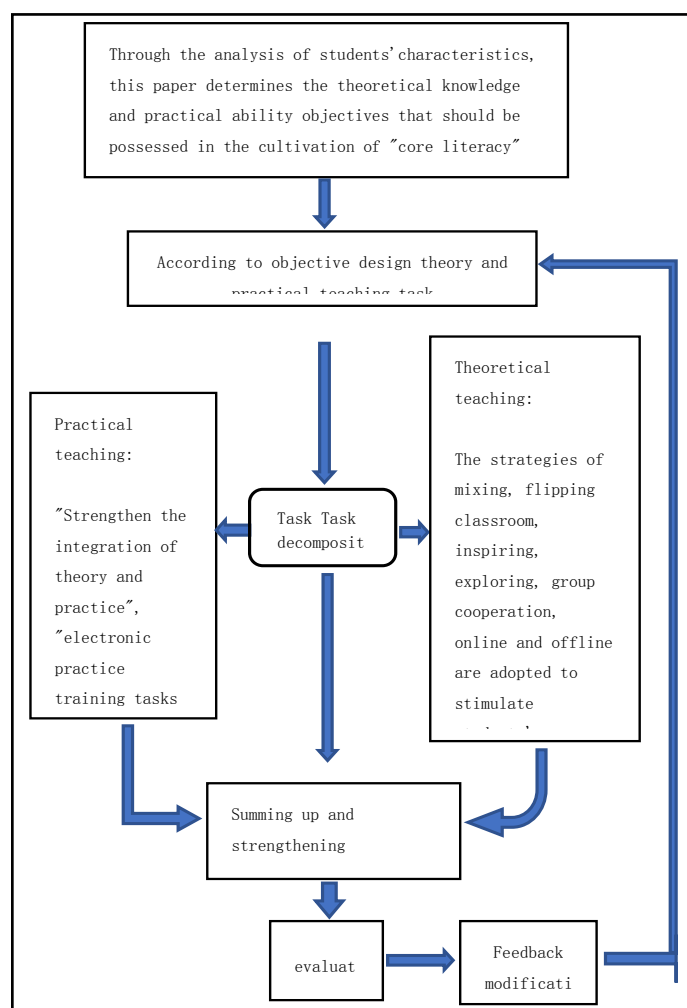 Through the analysis of students'characteristics,
this paper determines the theoretical knowledge
and practical ability objectives that should be
possessed in the cultivation of "core literacy"
According to objective design theory and
practical teaching task
Theoretical
teaching:
The strategies of
mixing, flipping
classroom,
inspiring,
exploring, group
cooperation,
online and offline
are adopted to
stimulate
Practical
teaching:
"Strengthen the
integration of
theory and
practice",
"electronic
practice
training tasks
Task Task
decomposit
Summing up and
strengthening
evaluat
Feedback
modificati